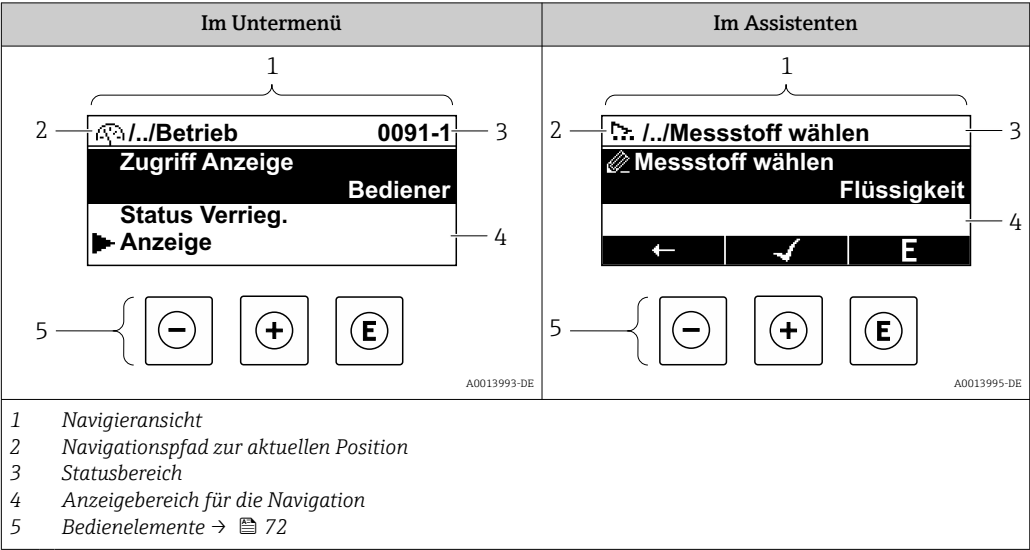 Im Untermenü
Im Assistenten
1
2
/../Betrieb 0091-1
3
Zugriff Anzeige
Bediener
Status Verrieg.
Anzeige
4
5
E
A0013993-DE
1
2
/../Messstoff wählen
3
Messstoff wählen
Flüssigkeit
4
E
5
E
A0013995-DE
1 Navigieransicht
2 Navigationspfad zur aktuellen Position
3 Statusbereich
4 Anzeigebereich für die Navigation
5 Bedienelemente → 72